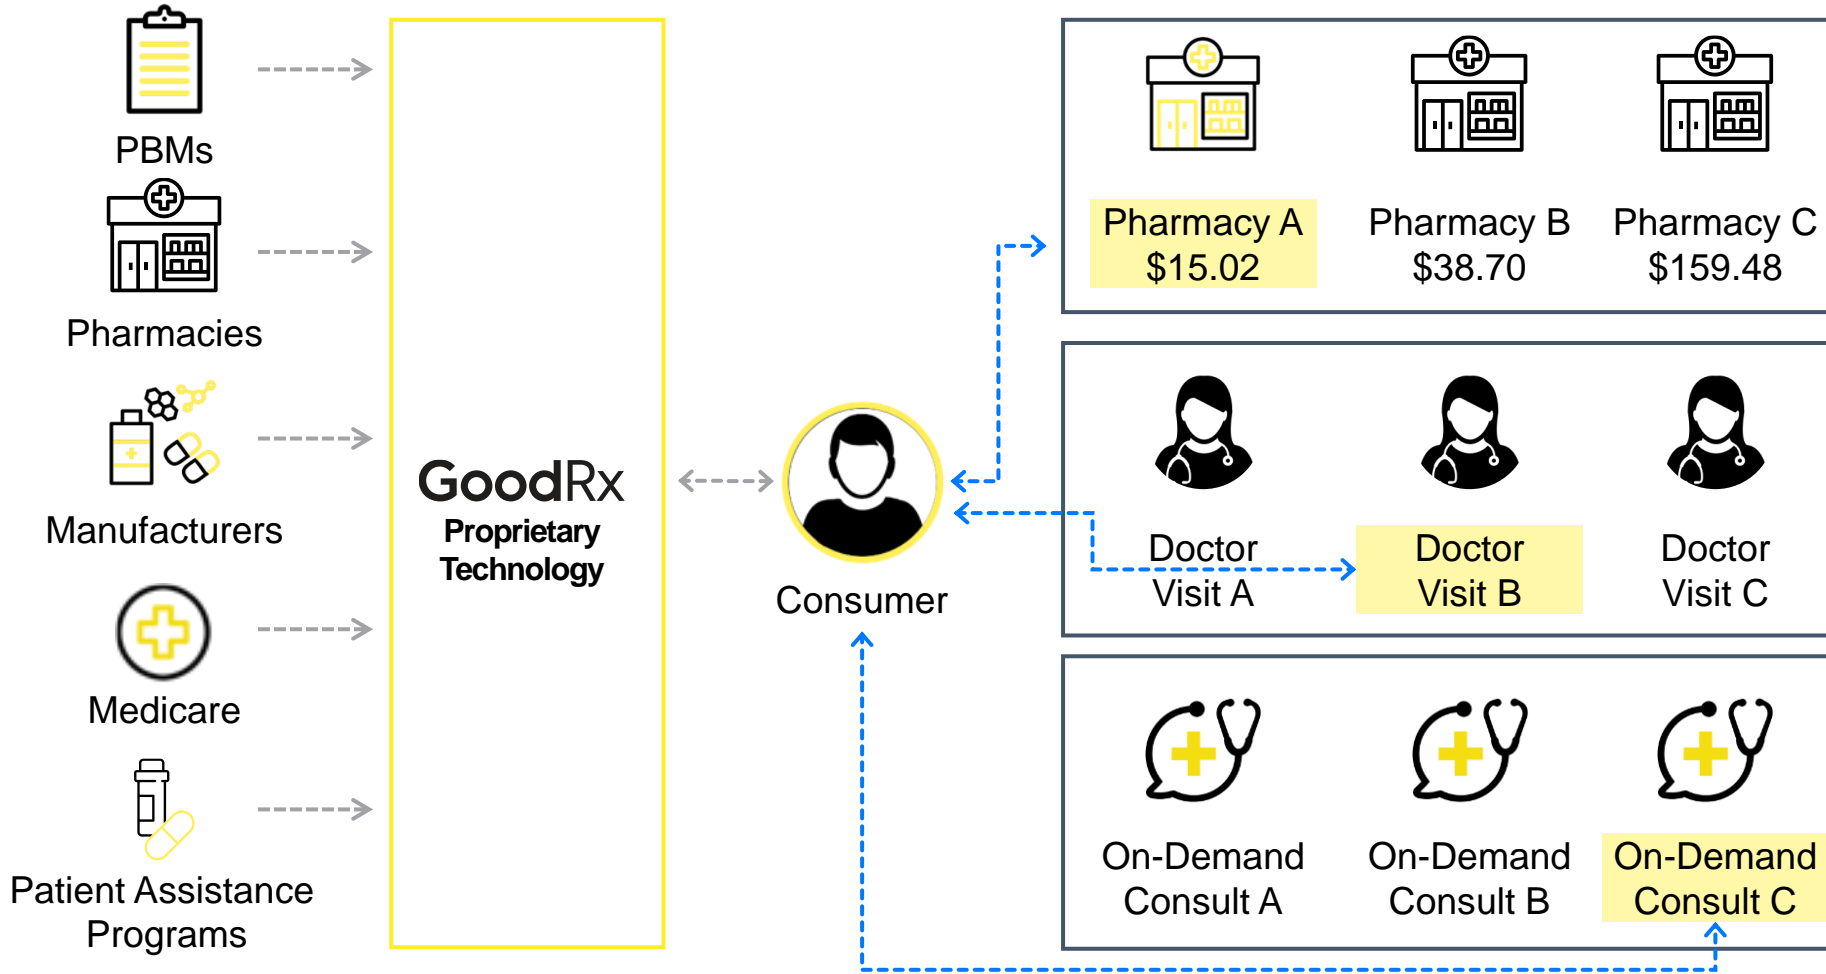 PBMs
Pharmacies
Manufacturers
Medicare
Patient Assistance
Programs
GoodRx
Proprietary
Technology
Consumer
Pharmacy A
$15.02
Pharmacy B
$38.70
Pharmacy C
$159.48
Doctor
Visit A
Doctor
Visit B
Doctor
Visit C
On-Demand
Consult A
On-Demand
Consult B
On-Demand
Consult C